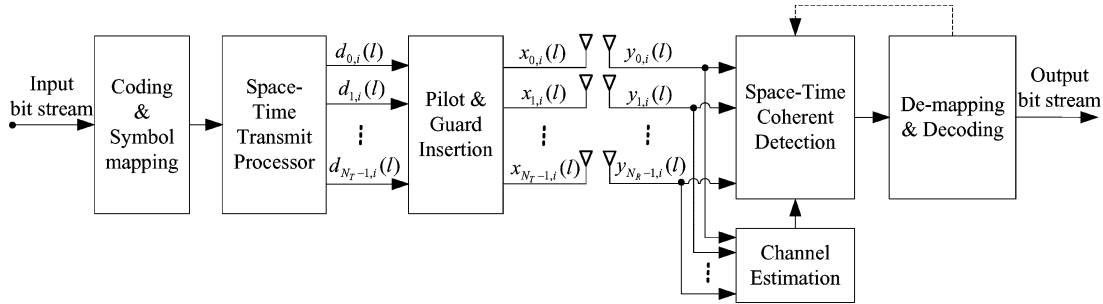 Input
bit stream
Coding
&
Symbol
mapping
Space-
Time
Transmit
Processor
d_{0,i}(l)
d_{1,i}(l)
d_{N_T-1,i}(l)
Pilot &
Guard
Insertion
x_{0,i}(l)
x_{1,i}(l)
x_{N_T-1,i}(l)
y_{0,i}(l)
y_{1,i}(l)
y_{N_R-1,i}(l)
Space-Time
Coherent
Detection
Channel
Estimation
De-mapping
& Decoding
Output
bit stream